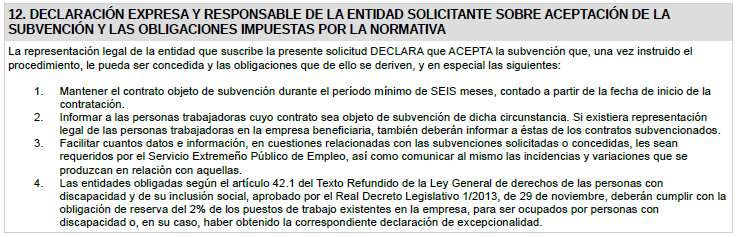 12. DECLARACIÓN EXPRESA Y RESPONSABLE DE LA ENTIDAD SOLICITANTE SOBRE ACEPTACIÓN DE LA
SUBVENCIÓN Y LAS OBLIGACIONES IMPUESTAS POR LA NORMATIVA
La representación legal de la entidad que suscribe la presente solicitud DECLARA que ACEPTA la subvención que, una vez instruido el
procedimiento, le pueda ser concedida y las obligaciones que de ello se deriven, y en especial las siguientes:
1. Mantener el contrato objeto de subvención durante el período mínimo de SEIS meses, contado a partir de la fecha de inicio de la
contratación.
2. Informar a las personas trabajadoras cuyo contrato sea objeto de subvención de dicha circunstancia. Si existiera representación
legal de las personas trabajadoras en la empresa beneficiaria, también deberán informar a éstas de los contratos subvencionados.
3. Facilitar cuantos datos e información, en cuestiones relacionadas con las subvenciones solicitadas o concedidas, les sean
requeridos por el Servicio Extremeño Público de Empleo, así como comunicar al mismo las incidencias y variaciones que se
produzcan en relación con aquellas.
4. Las entidades obligadas según el artículo 42.1 del Texto Refundido de la Ley General de derechos de las personas con
discapacidad y de su inclusión social, aprobado por el Real Decreto Legislativo 1/2013, de 29 de noviembre, deberán cumplir con la
obligación de reserva del 2% de los puestos de trabajo existentes en la empresa, para ser ocupados por personas con
discapacidad o, en su caso, haber obtenido la correspondiente declaración de excepcionalidad.